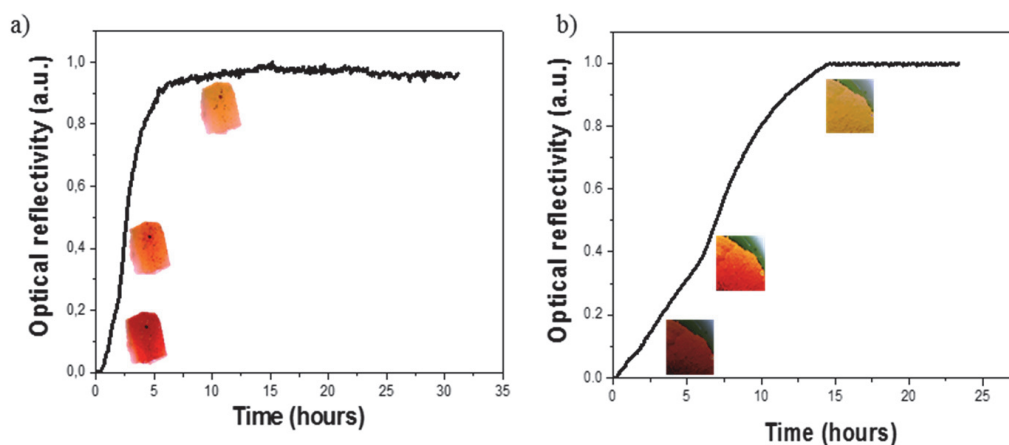 a)
Optical reflectivity (a.u.)
1,0
0,8
0,6
0,4
0,2
0,0
0 5 10 15 20 25 30 35
Time (hours)
b)
Optical reflectivity (a.u.)
1.0
0.8
0.6
0.4
0.2
0.0
0 5 10 15 20 25
Time (hours)